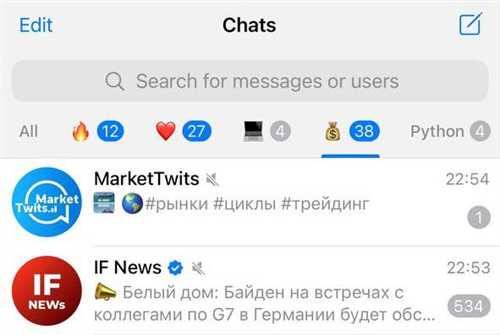 Edit Chats
Search for messages or users
All 🔥 12 ❤️ 27 💻 4 💰 38 Python 4
Market
Twits.
MarketTwits 22:54
🌎#рынки #циклы #трейдинг 1
IF
NEWs
IF News 22:53
📣 Белый дом: Байден на встречах с
коллегами по G7 в Германии будет обс... 534